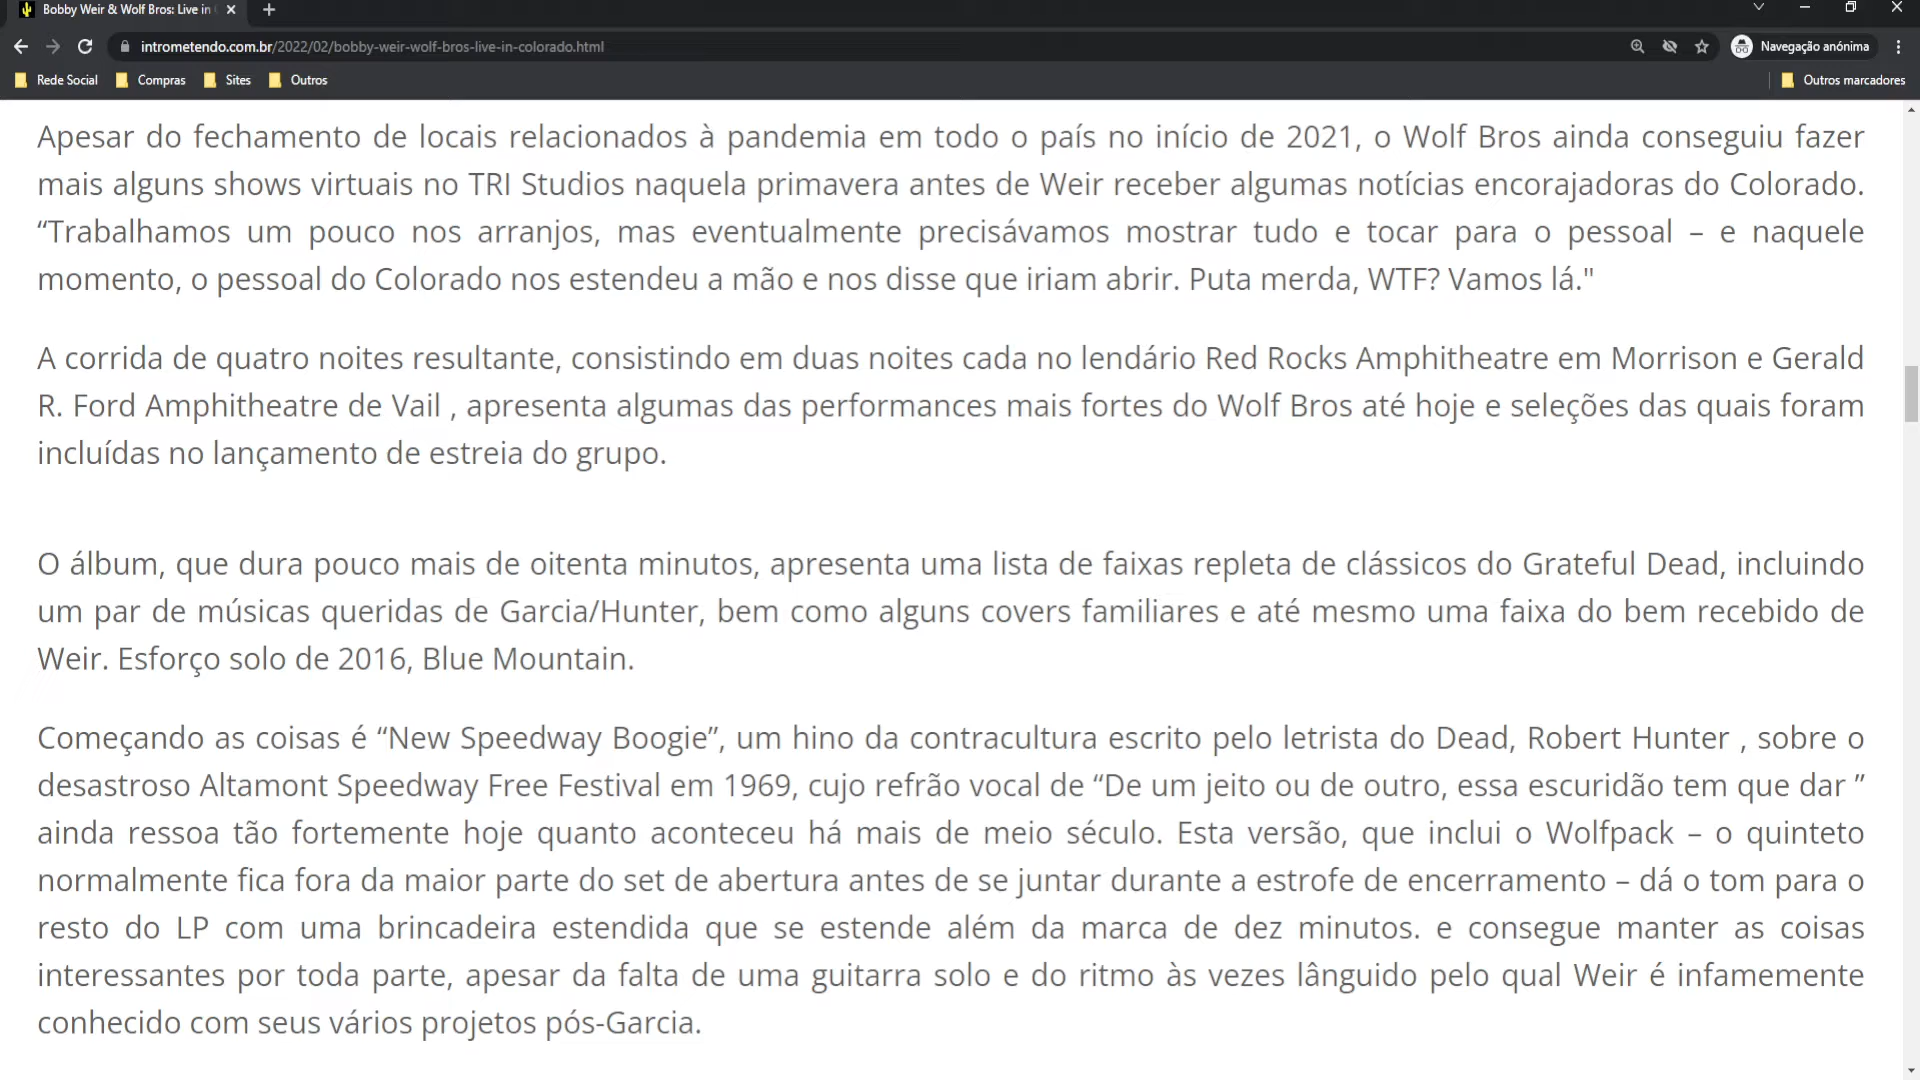 Bobby Weir & Wolf Bros: Live in
intrometendo.com.br/2022/02/bobby-weir-wolf-bros-live-in-colorado.html
Navegação anónima
Rede Social
Compras
Sites
Outros
Outros marcadores
Apesar do fechamento de locais relacionados à pandemia em todo o país no início de 2021, o Wolf Bros ainda conseguiu fazer
mais alguns shows virtuais no TRI Studios naquela primavera antes de Weir receber algumas notícias encorajadoras do Colorado.
“Trabalhamos um pouco nos arranjos, mas eventualmente precisávamos mostrar tudo e tocar para o pessoal – e naquele
momento, o pessoal do Colorado nos estendeu a mão e nos disse que iriam abrir. Puta merda, WTF? Vamos lá."
A corrida de quatro noites resultante, consistindo em duas noites cada no lendário Red Rocks Amphitheatre em Morrison e Gerald
R. Ford Amphitheatre de Vail , apresenta algumas das performances mais fortes do Wolf Bros até hoje e seleções das quais foram
incluídas no lançamento de estreia do grupo.
O álbum, que dura pouco mais de oitenta minutos, apresenta uma lista de faixas repleta de clássicos do Grateful Dead, incluindo
um par de músicas queridas de Garcia/Hunter, bem como alguns covers familiares e até mesmo uma faixa do bem recebido de
Weir. Esforço solo de 2016, Blue Mountain.
Começando as coisas é “New Speedway Boogie”, um hino da contracultura escrito pelo letrista do Dead, Robert Hunter , sobre o
desastroso Altamont Speedway Free Festival em 1969, cujo refrão vocal de “De um jeito ou de outro, essa escuridão tem que dar ”
ainda ressoa tão fortemente hoje quanto aconteceu há mais de meio século. Esta versão, que inclui o Wolfpack – o quinteto
normalmente fica fora da maior parte do set de abertura antes de se juntar durante a estrofe de encerramento – dá o tom para o
resto do LP com uma brincadeira estendida que se estende além da marca de dez minutos. e consegue manter as coisas
interessantes por toda parte, apesar da falta de uma guitarra solo e do ritmo às vezes lânguido pelo qual Weir é infamemente
conhecido com seus vários projetos pós-Garcia.